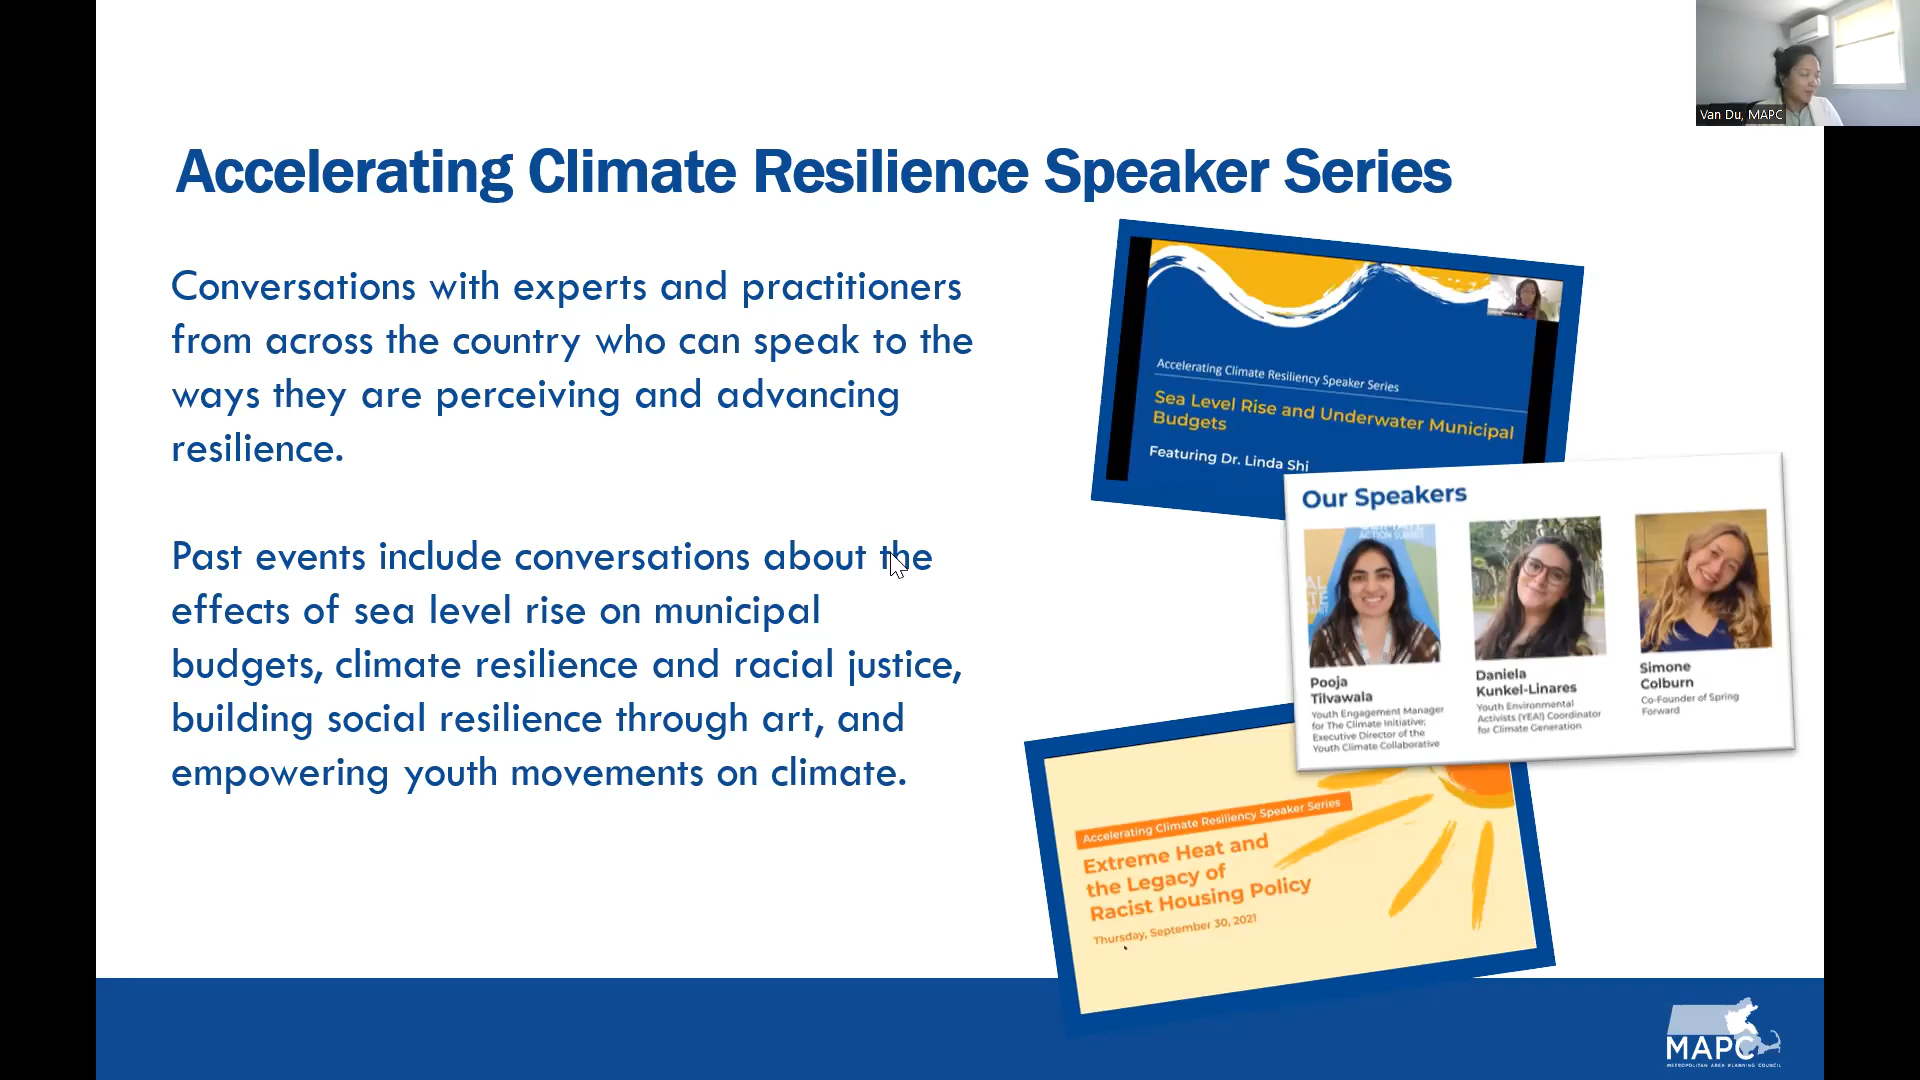 Van Du, MAPC
Accelerating Climate Resilience Speaker Series
Conversations with experts and practitioners
from across the country who can speak to the
ways they are perceiving and advancing
resilience.
Past events include conversations about the
effects of sea level rise on municipal
budgets, climate resilience and racial justice,
building social resilience through art, and
empowering youth movements on climate.
Accelerating Climate Resiliency Speaker Series
Sea Level Rise and Underwater Municipal
Budgets
Featuring Dr. Linda Shi
Our Speakers
Pooja
Tilvawala
Youth Engagement Manager
for The Climate Initiative;
Executive Director of the
Youth Climate Collaborative
Daniela
Kunkel-Linares
Youth Environmental
Activists (YEA!) Coordinator
for Climate Generation
Simone
Colburn
Co-Founder of Spring
Forward
Accelerating Climate Resiliency Speaker Series
Extreme Heat and
the Legacy of
Racist Housing Policy
Thursday, September 30, 2021
MAPC
METROPOLITAN AREA PLANNING COUNCIL